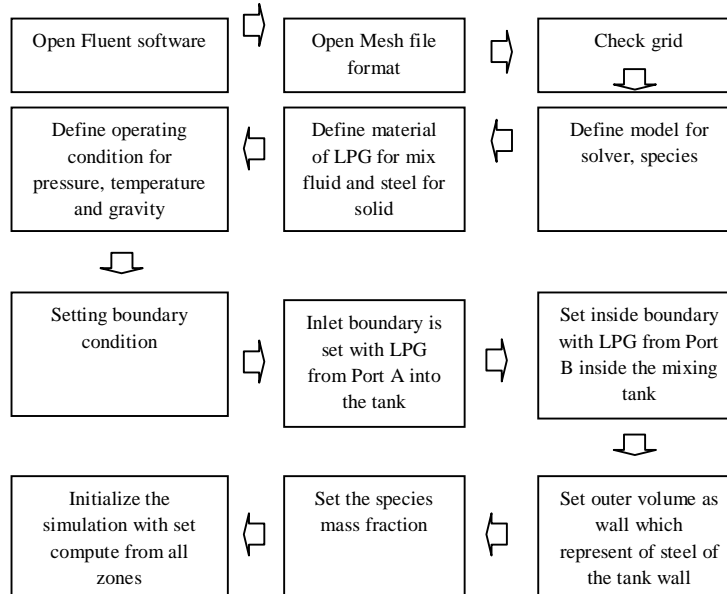 Open Fluent software
Open Mesh file
format
Check grid
Define model for
solver, species
Define material
of LPG for mix
fluid and steel for
solid
Define operating
condition for
pressure, temperature
and gravity
Setting boundary
condition
Inlet boundary is
set with LPG
from Port A into
the tank
Set inside boundary
with LPG from Port
B inside the mixing
tank
Set outer volume as
wall which
represent of steel of
the tank wall
Set the species
mass fraction
Initialize the
simulation with set
compute from all
zones